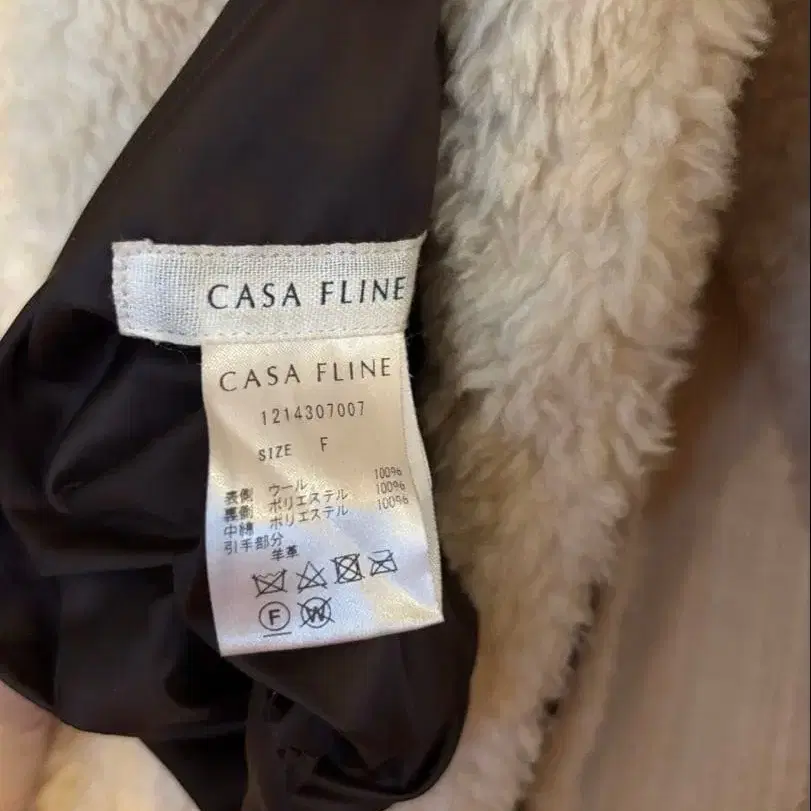 CASA FLINE
CASA FLINE
1214307007
SIZE F
表側 ウール 100%
裏側 ポリエステル 100%
中綿 ポリエステル 100%
引手部分
羊革
F
W